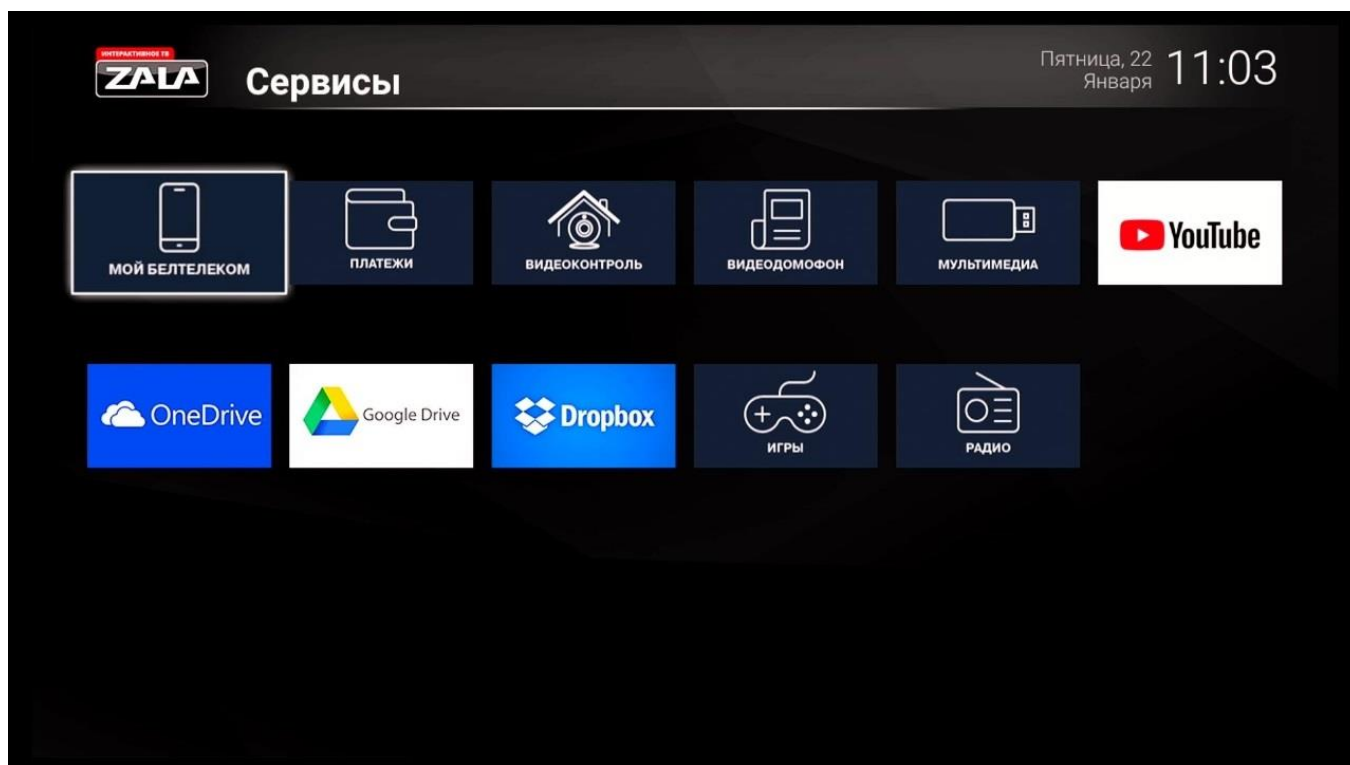 ИНТЕРАКТИВНОЕ ТВ
ZALA
Сервисы
Пятница, 22
Января
11:03
МОЙ БЕЛТЕЛЕКОМ
ПЛАТЕЖИ
ВИДЕОКОНТРОЛЬ
ВИДЕОДОМОФОН
МУЛЬТИМЕДИА
YouTube
OneDrive
Google Drive
Dropbox
ИГРЫ
РАДИО